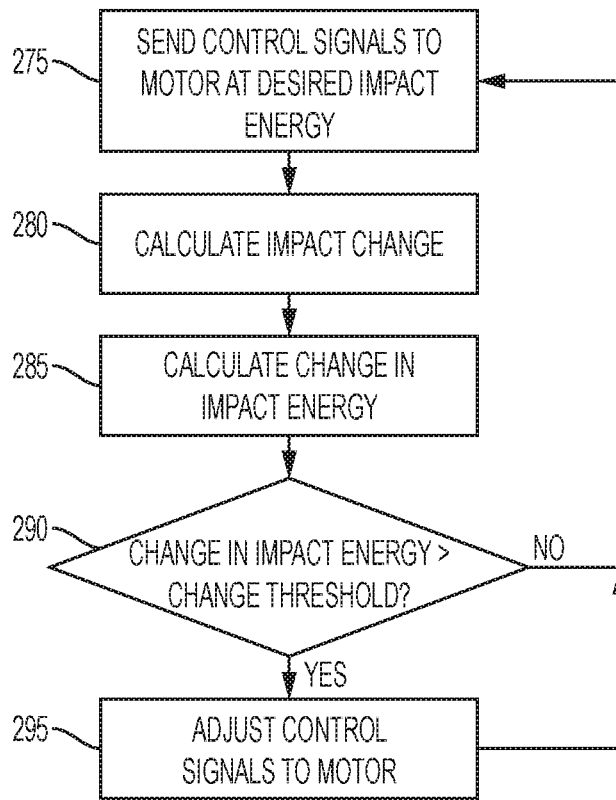 275
SEND CONTROL SIGNALS TO
MOTOR AT DESIRED IMPACT
ENERGY
280
CALCULATE IMPACT CHANGE
285
CALCULATE CHANGE IN
IMPACT ENERGY
290
CHANGE IN IMPACT ENERGY >
CHANGE THRESHOLD?
NO
YES
295
ADJUST CONTROL
SIGNALS TO MOTOR